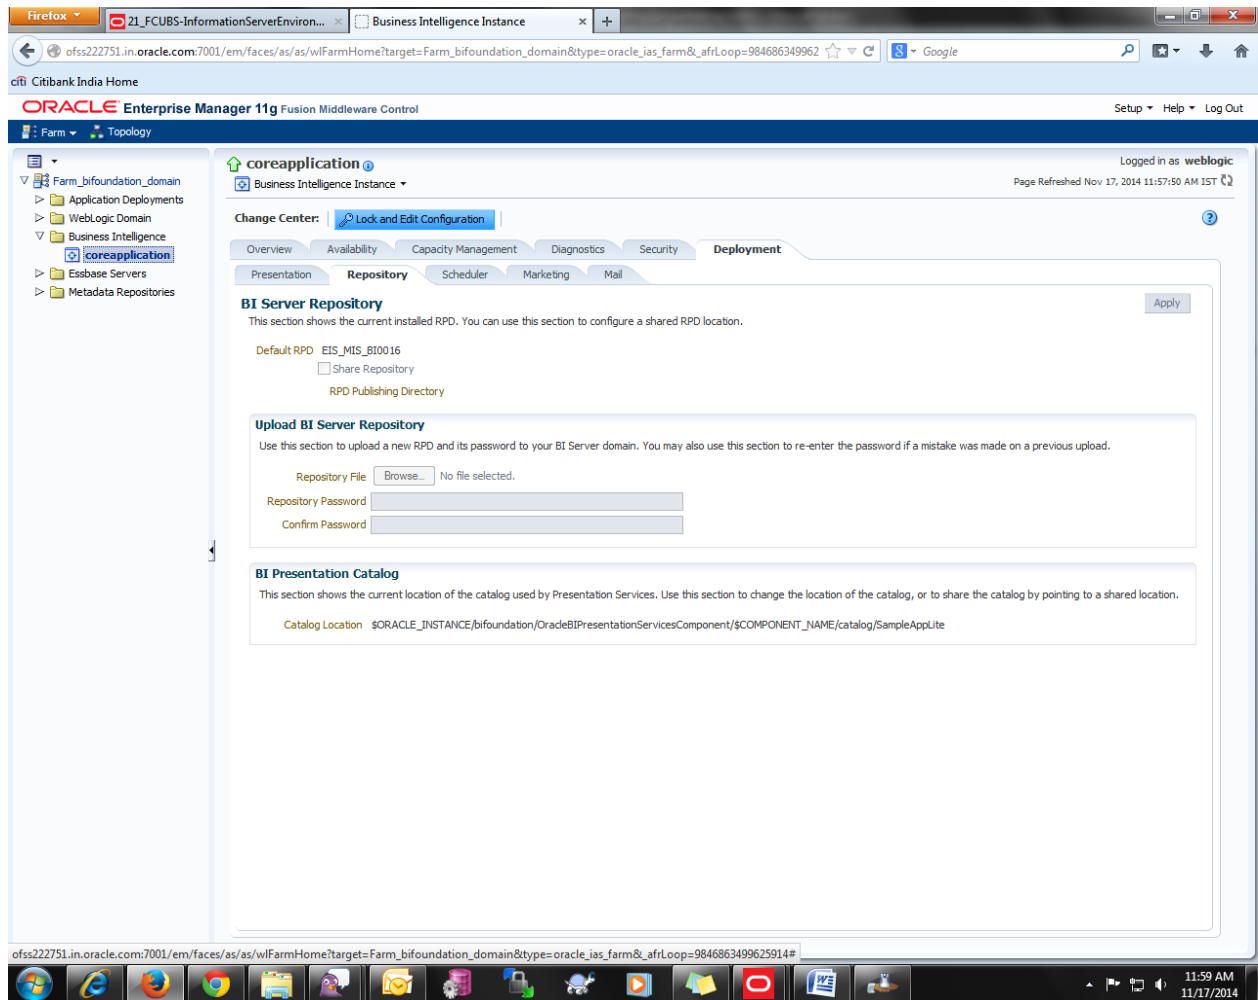 Firefox
21_FCUBS-InformationServerEnviron... ×
Business Intelligence Instance ×
+
ofss222751.in.oracle.com:7001/em/faces/as/as/wlFarmHome?target=Farm_bifoundation_domain&type=oracle_ias_farm&_afrLoop=984686349962
Google
citi Citibank India Home
ORACLE Enterprise Manager 11g Fusion Middleware Control
Setup Help Log Out
Farm Topology
coreapplication
Logged in as weblogic
Business Intelligence Instance
Page Refreshed Nov 17, 2014 11:57:50 AM IST
Farm_bifoundation_domain
Application Deployments
WebLogic Domain
Business Intelligence
coreapplication
Essbase Servers
Metadata Repositories
Change Center: Lock and Edit Configuration
Overview Availability Capacity Management Diagnostics Security Deployment
Presentation Repository Scheduler Marketing Mail
BI Server Repository
Apply
This section shows the current installed RPD. You can use this section to configure a shared RPD location.
Default RPD EIS_MIS_BI0016
Share Repository
RPD Publishing Directory
Upload BI Server Repository
Use this section to upload a new RPD and its password to your BI Server domain. You may also use this section to re-enter the password if a mistake was made on a previous upload.
Repository File Browse... No file selected.
Repository Password
Confirm Password
BI Presentation Catalog
This section shows the current location of the catalog used by Presentation Services. Use this section to change the location of the catalog, or to share the catalog by pointing to a shared location.
Catalog Location $ORACLE_INSTANCE/bifoundation/OracleBIPresentationServicesComponent/$COMPONENT_NAME/catalog/SampleAppLite
ofss222751.in.oracle.com:7001/em/faces/as/as/wlFarmHome?target=Farm_bifoundation_domain&type=oracle_ias_farm&_afrLoop=9846863499625914#
11:59 AM
11/17/2014